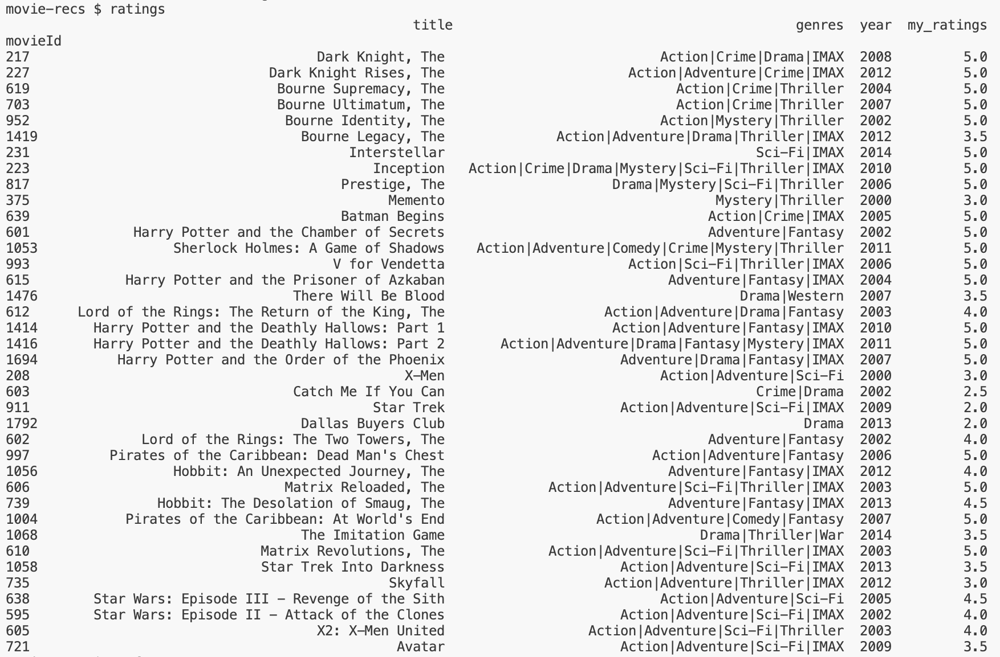 movie-recs $ ratings
title genres year my_ratings
movieId
217 Dark Knight, The Action|Crime|Drama|IMAX 2008 5.0
227 Dark Knight Rises, The Action|Adventure|Crime|IMAX 2012 5.0
619 Bourne Supremacy, The Action|Crime|Thriller 2004 5.0
703 Bourne Ultimatum, The Action|Crime|Thriller 2007 5.0
952 Bourne Identity, The Action|Mystery|Thriller 2002 5.0
1419 Bourne Legacy, The Action|Adventure|Drama|Thriller|IMAX 2012 3.5
231 Interstellar Sci-Fi|IMAX 2014 5.0
223 Inception Action|Crime|Drama|Mystery|Sci-Fi|Thriller|IMAX 2010 5.0
817 Prestige, The Drama|Mystery|Sci-Fi|Thriller 2006 5.0
375 Memento Mystery|Thriller 2000 3.0
639 Batman Begins Action|Crime|IMAX 2005 5.0
601 Harry Potter and the Chamber of Secrets Adventure|Fantasy 2002 5.0
1053 Sherlock Holmes: A Game of Shadows Action|Adventure|Comedy|Crime|Mystery|Thriller 2011 5.0
993 V for Vendetta Action|Sci-Fi|Thriller|IMAX 2006 5.0
615 Harry Potter and the Prisoner of Azkaban Adventure|Fantasy|IMAX 2004 5.0
1476 There Will Be Blood Drama|Western 2007 3.5
612 Lord of the Rings: The Return of the King, The Action|Adventure|Drama|Fantasy 2003 4.0
1414 Harry Potter and the Deathly Hallows: Part 1 Action|Adventure|Fantasy|IMAX 2010 5.0
1416 Harry Potter and the Deathly Hallows: Part 2 Action|Adventure|Drama|Fantasy|Mystery|IMAX 2011 5.0
1694 Harry Potter and the Order of the Phoenix Adventure|Drama|Fantasy|IMAX 2007 5.0
208 X-Men Action|Adventure|Sci-Fi 2000 3.0
603 Catch Me If You Can Crime|Drama 2002 2.5
911 Star Trek Action|Adventure|Sci-Fi|IMAX 2009 2.0
1792 Dallas Buyers Club Drama 2013 2.0
602 Lord of the Rings: The Two Towers, The Adventure|Fantasy 2002 4.0
997 Pirates of the Caribbean: Dead Man's Chest Action|Adventure|Fantasy 2006 5.0
1056 Hobbit: An Unexpected Journey, The Adventure|Fantasy|IMAX 2012 4.0
606 Matrix Reloaded, The Action|Adventure|Sci-Fi|Thriller|IMAX 2003 5.0
739 Hobbit: The Desolation of Smaug, The Adventure|Fantasy|IMAX 2013 4.5
1004 Pirates of the Caribbean: At World's End Action|Adventure|Comedy|Fantasy 2007 5.0
1068 The Imitation Game Drama|Thriller|War 2014 3.5
610 Matrix Revolutions, The Action|Adventure|Sci-Fi|Thriller|IMAX 2003 5.0
1058 Star Trek Into Darkness Action|Adventure|Sci-Fi|IMAX 2013 3.5
735 Skyfall Action|Adventure|Thriller|IMAX 2012 3.0
638 Star Wars: Episode III - Revenge of the Sith Action|Adventure|Sci-Fi 2005 4.5
595 Star Wars: Episode II - Attack of the Clones Action|Adventure|Sci-Fi|IMAX 2002 4.0
605 X2: X-Men United Action|Adventure|Sci-Fi|Thriller 2003 4.0
721 Avatar Action|Adventure|Sci-Fi|IMAX 2009 3.5